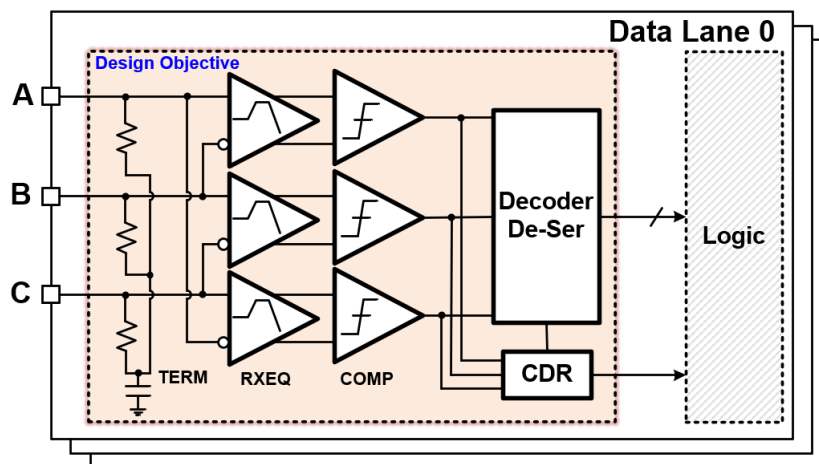 Data Lane 0
Design Objective
A
B
C
Decoder
De-Ser
Logic
TERM
RXEQ
COMP
CDR